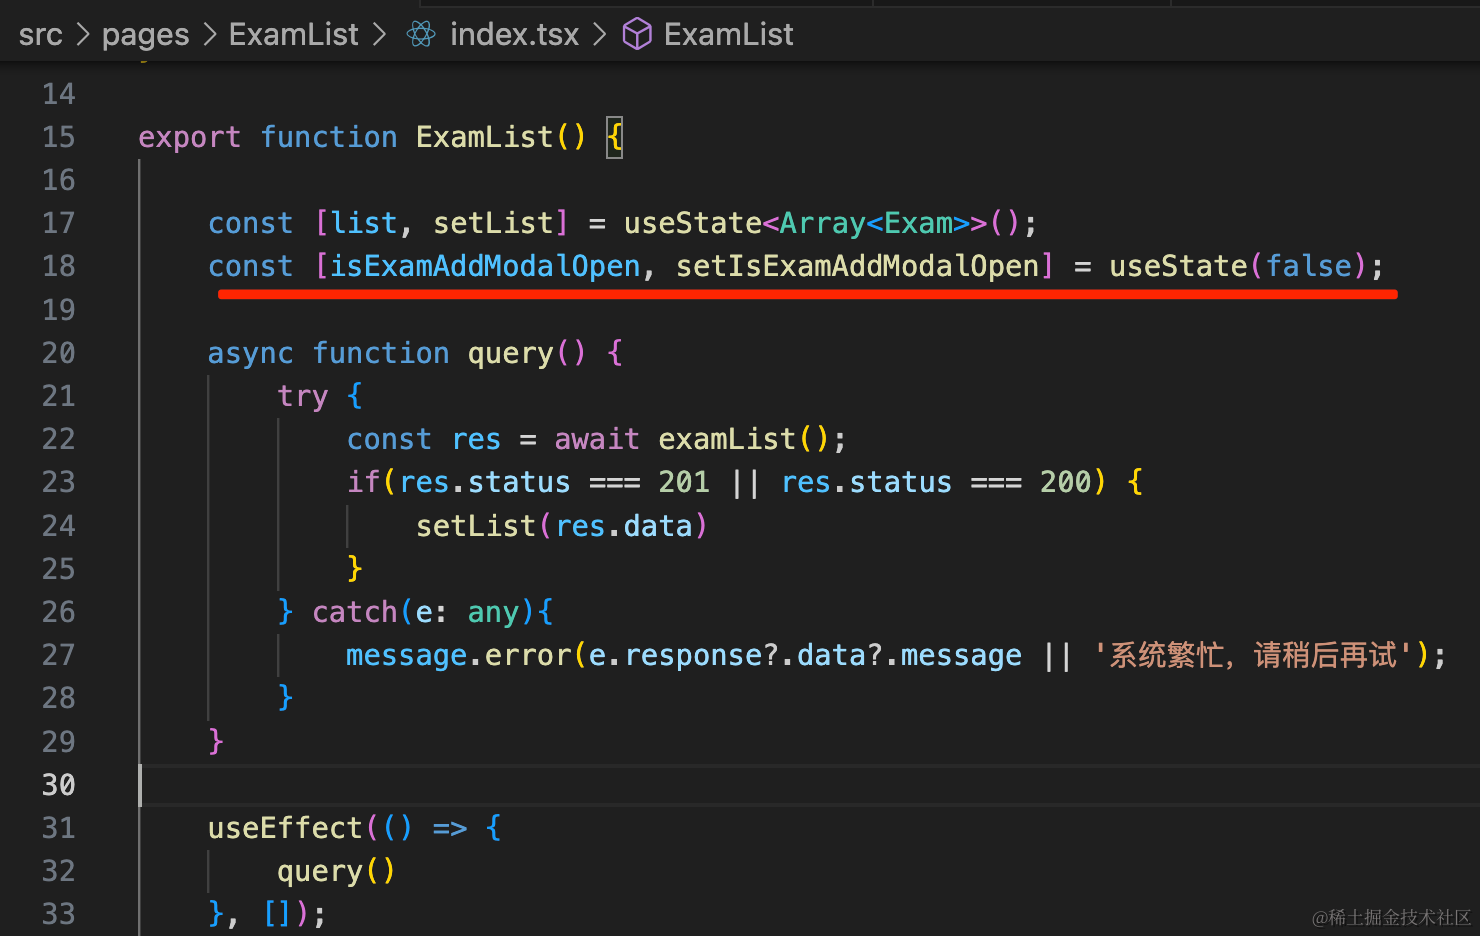 src > pages > ExamList > index.tsx > ExamList
14
15 export function ExamList() {
16
17 const [list, setList] = useState<Array<Exam>>();
18 const [isExamAddModalOpen, setIsExamAddModalOpen] = useState(false);
19
20 async function query() {
21 try {
22 const res = await examList();
23 if(res.status === 201 || res.status === 200) {
24 setList(res.data)
25 }
26 } catch(e: any){
27 message.error(e.response?.data?.message || '系统繁忙，请稍后再试');
28 }
29 }
30
31 useEffect(() => {
32 query()
33 }, []);
@稀土掘金技术社区